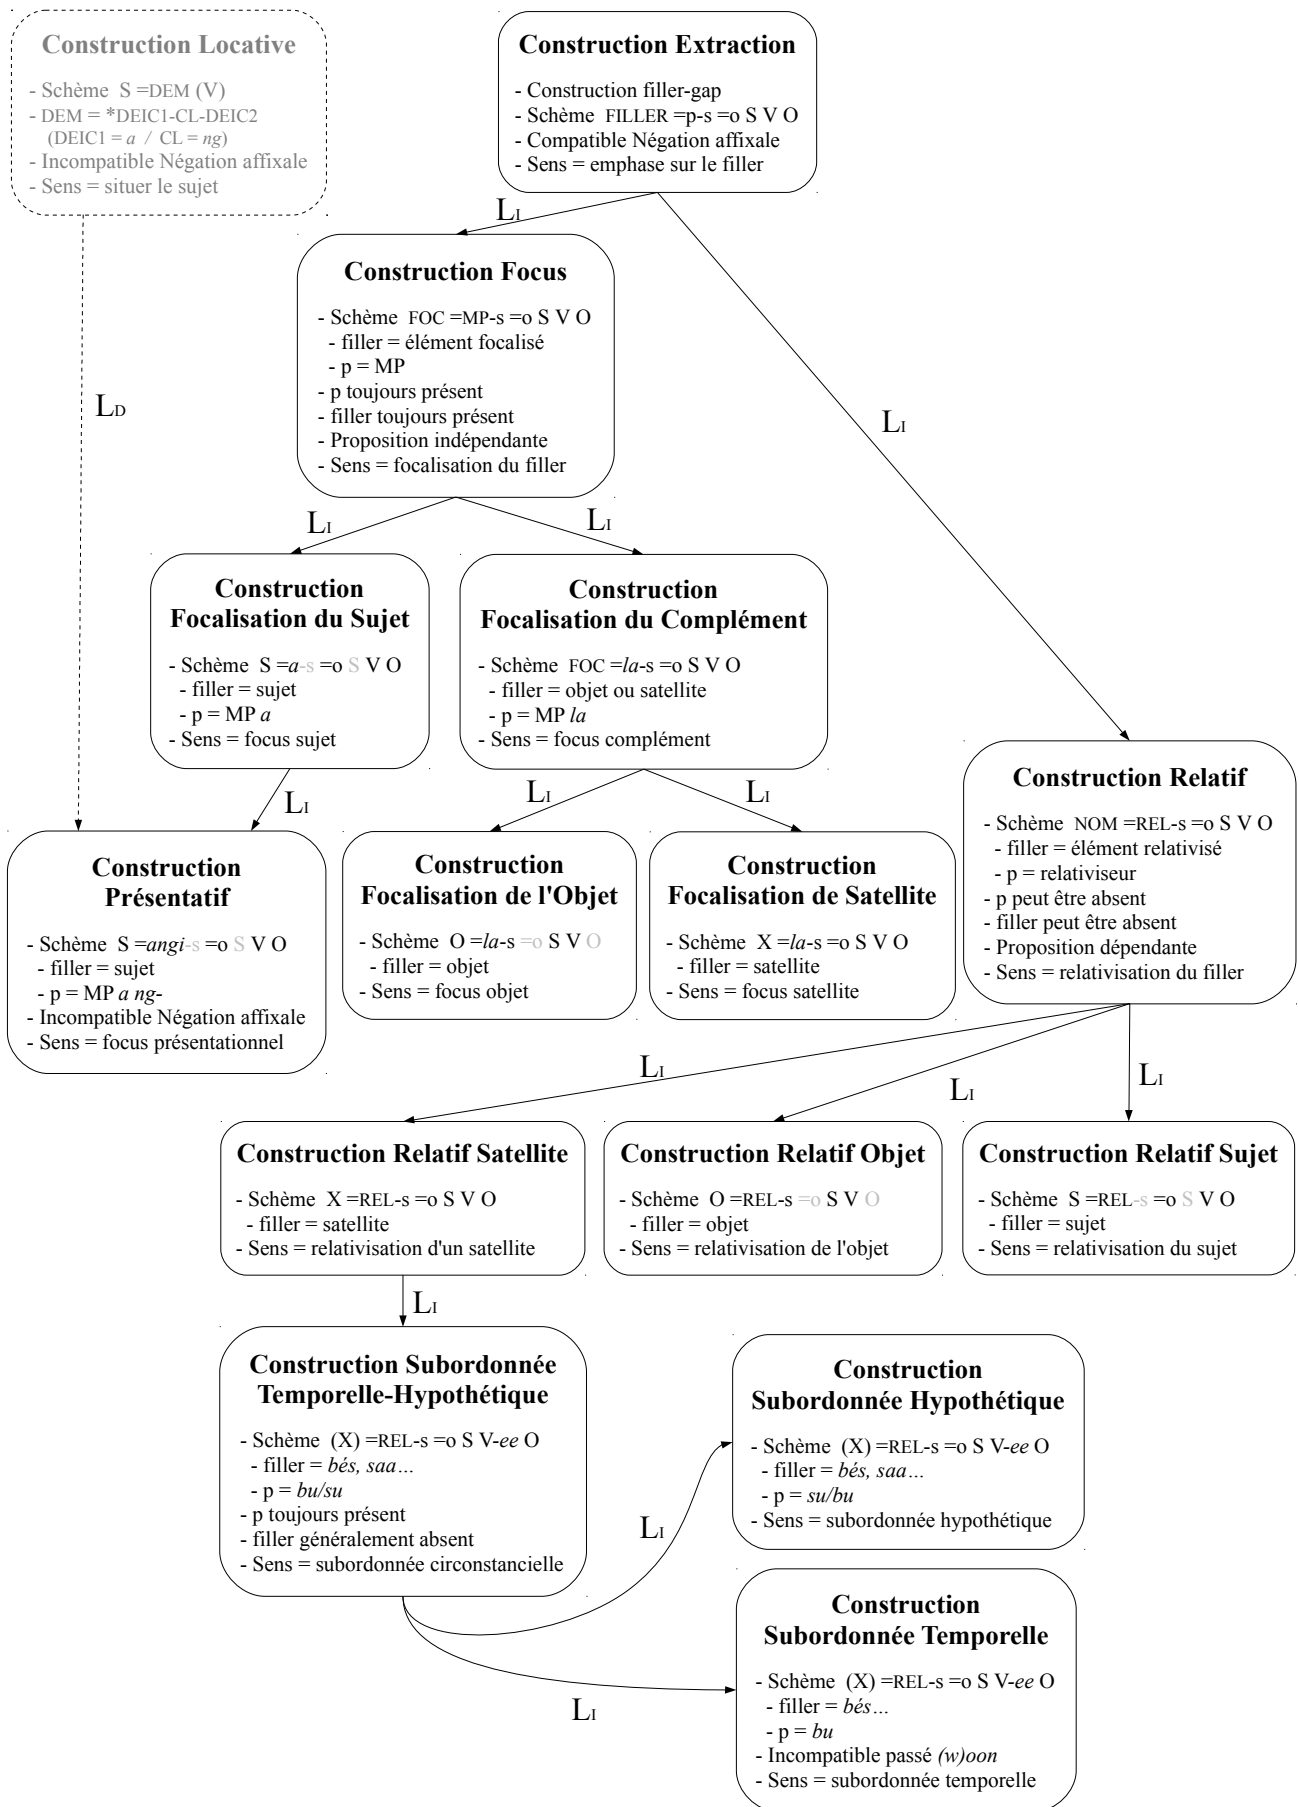 Construction Locative
- Schème S =DEM (V)
- DEM = *DEIC1-CL-DEIC2
(DEIC1 = a / CL = ng)
- Incompatible Négation affixale
- Sens = situer le sujet
Construction Extraction
- Construction filler-gap
- Schème FILLER =p-s =o S V O
- Compatible Négation affixale
- Sens = emphase sur le filler
LI
Construction Focus
- Schème FOC =MP-s =o S V O
- filler = élément focalisé
- p = MP
- p toujours présent
- filler toujours présent
- Proposition indépendante
- Sens = focalisation du filler
LD
LI
LI
LI
Construction
Focalisation du Sujet
- Schème S =a-s =o S V O
- filler = sujet
- p = MP a
- Sens = focus sujet
Construction
Focalisation du Complément
- Schème FOC =la-s =o S V O
- filler = objet ou satellite
- p = MP la
- Sens = focus complément
LI
LI
LI
Construction
Présentatif
- Schème S =angi-s =o S V O
- filler = sujet
- p = MP a ng-
- Incompatible Négation affixale
- Sens = focus présentationnel
Construction
Focalisation de l'Objet
- Schème O =la-s =o S V O
- filler = objet
- Sens = focus objet
Construction
Focalisation de Satellite
- Schème X =la-s =o S V O
- filler = satellite
- Sens = focus satellite
Construction Relatif
- Schème NOM =REL-s =o S V O
- filler = élément relativisé
- p = relativiseur
- p peut être absent
- filler peut être absent
- Proposition dépendante
- Sens = relativisation du filler
LI
LI
LI
Construction Relatif Satellite
- Schème X =REL-s =o S V O
- filler = satellite
- Sens = relativisation d'un satellite
Construction Relatif Objet
- Schème O =REL-s =o S V O
- filler = objet
- Sens = relativisation de l'objet
Construction Relatif Sujet
- Schème S =REL-s =o S V O
- filler = sujet
- Sens = relativisation du sujet
LI
Construction Subordonnée
Temporelle-Hypothétique
- Schème (X) =REL-s =o S V-ee O
- filler = bés, saa...
- p = bu/su
- p toujours présent
- filler généralement absent
- Sens = subordonnée circonstancielle
LI
Construction
Subordonnée Hypothétique
- Schème (X) =REL-s =o S V-ee O
- filler = bés, saa...
- p = su/bu
- Sens = subordonnée hypothétique
LI
Construction
Subordonnée Temporelle
- Schème (X) =REL-s =o S V-ee O
- filler = bés...
- p = bu
- Incompatible passé (w)oon
- Sens = subordonnée temporelle